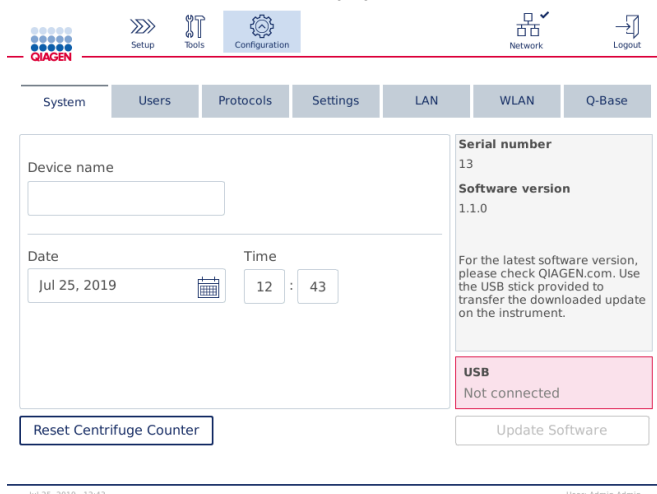 QIAGEN
Setup
Tools
Configuration
Network
Logout
System
Users
Protocols
Settings
LAN
WLAN
Q-Base
Device name
Date
Time
Jul 25, 2019
12 : 43
Serial number
13
Software version
1.1.0
For the latest software version,
please check QIAGEN.com. Use
the USB stick provided to
transfer the downloaded update
on the instrument.
USB
Not connected
Reset Centrifuge Counter
Update Software